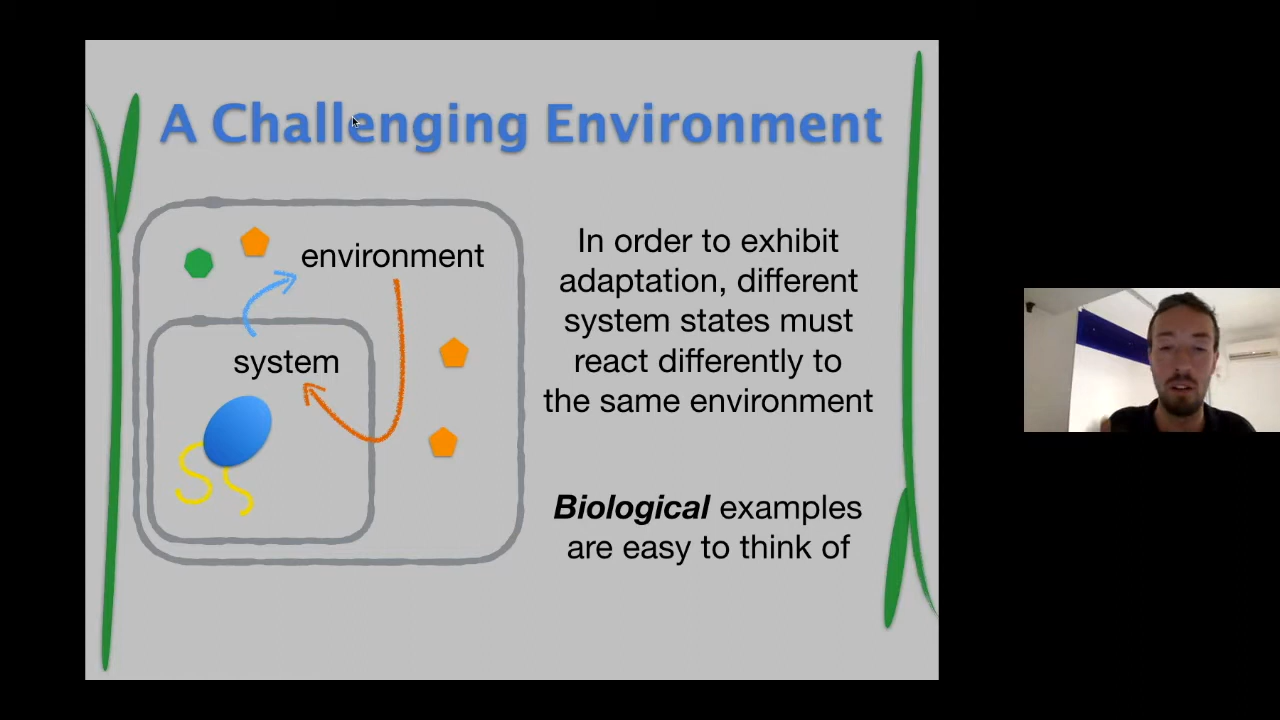 A Challenging Environment
environment
system
In order to exhibit
adaptation, different
system states must
react differently to
the same environment
Biological examples
are easy to think of